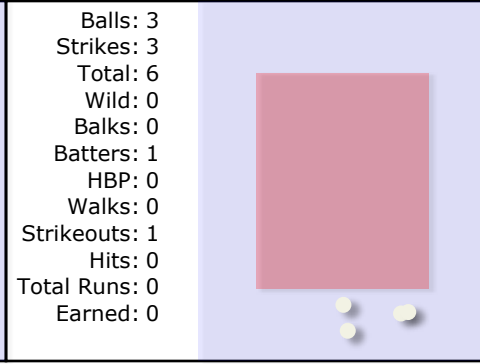 Balls: 3
Strikes: 3
Total: 6
Wild: 0
Balks: 0
Batters: 1
HBP: 0
Walks: 0
Strikeouts: 1
Hits: 0
Total Runs: 0
Earned: 0